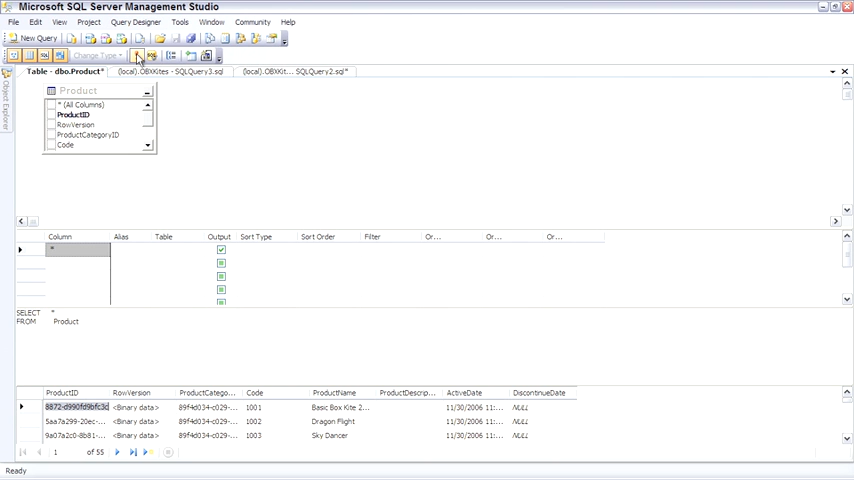 Microsoft SQL Server Management Studio
File Edit View Project Query Designer Tools Window Community Help
New Query
SQL Change Type SQL
Table - dbo.Product* (local).OBXKites - SQLQuery3.sql (local).OBXKit... SQLQuery2.sql*
Object Explorer
Product
* (All Columns)
ProductID
RowVersion
ProductCategoryID
Code
Column Alias Table Output Sort Type Sort Order Filter Or... Or... Or...
*
SELECT *
FROM Product
ProductID RowVersion ProductCatego... Code ProductName ProductDescrip... ActiveDate DiscontinueDate
8872-d990fd9bfc3c <Binary data> 89f4d034-c029-... 1001 Basic Box Kite 2... 11/30/2006 11:... NULL
5aa7a299-20ec-... <Binary data> 89f4d034-c029-... 1002 Dragon Flight 11/30/2006 11:... NULL
9a07a2c0-8b81-... <Binary data> 89f4d034-c029-... 1003 Sky Dancer 11/30/2006 11:... NULL
1 of 55
Ready